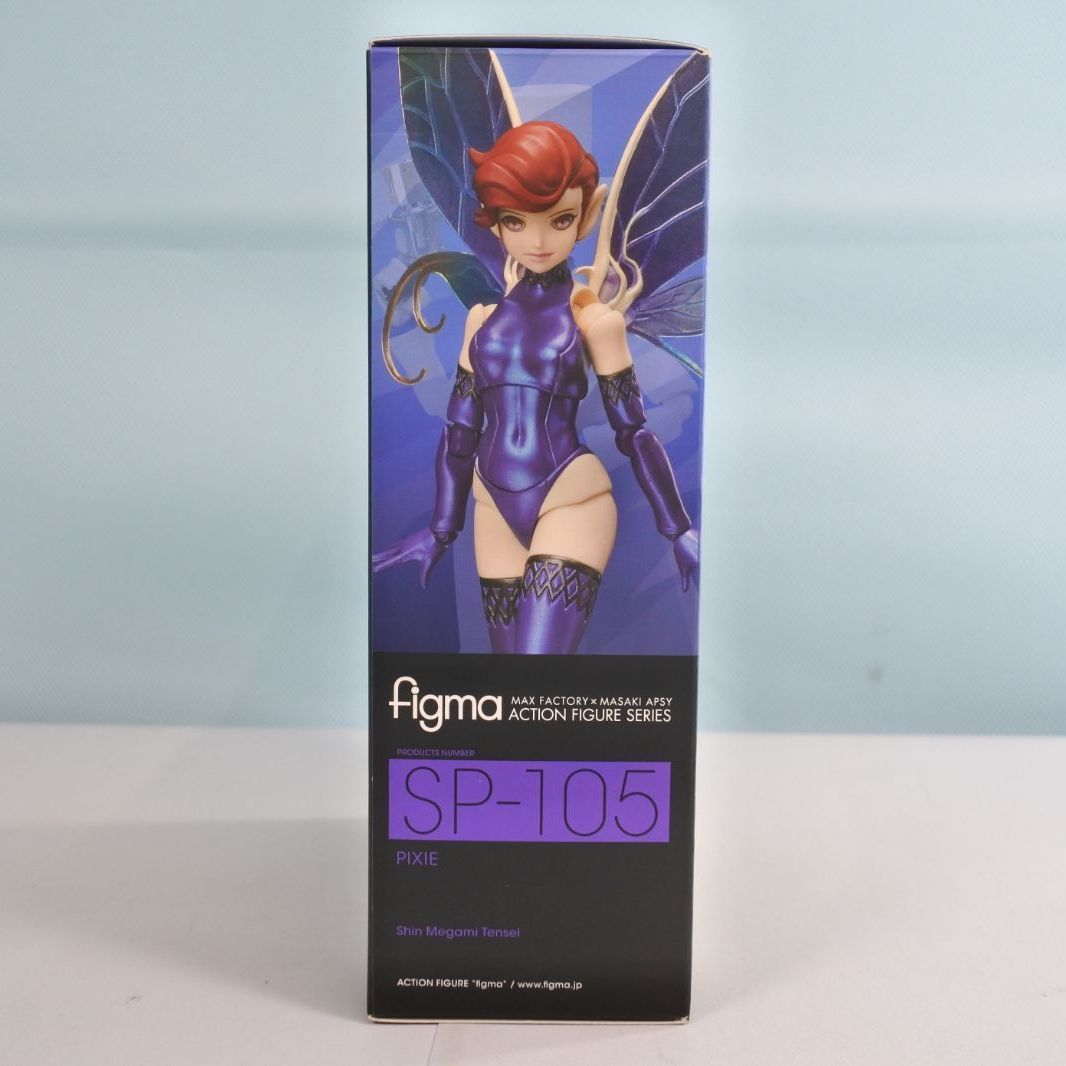 figma
MAX FACTORY × MASAKI APSY
ACTION FIGURE SERIES
PRODUCTS NUMBER
SP-105
PIXIE
Shin Megami Tensei
ACTION FIGURE "figma" / www.figma.jp